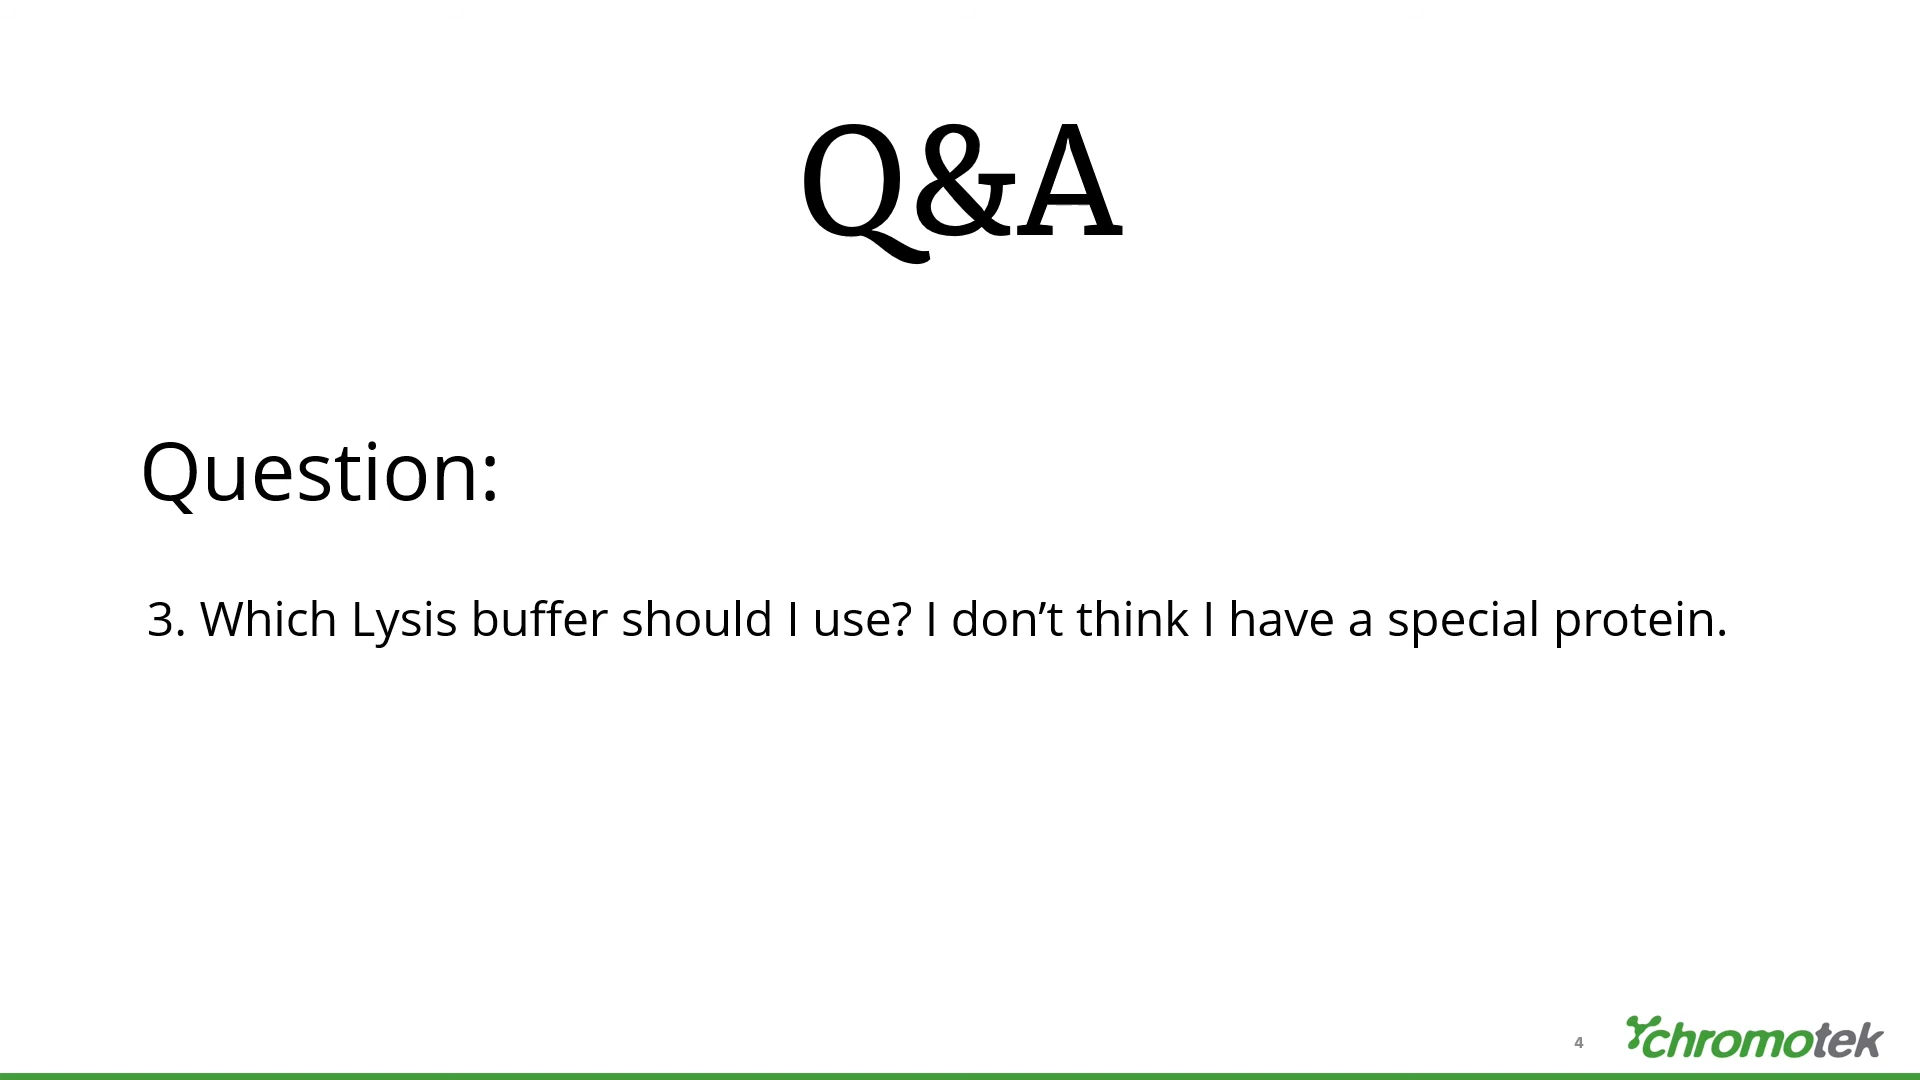 Q&A
Question:
3. Which Lysis buffer should I use? I don’t think I have a special protein.
4
chromotek